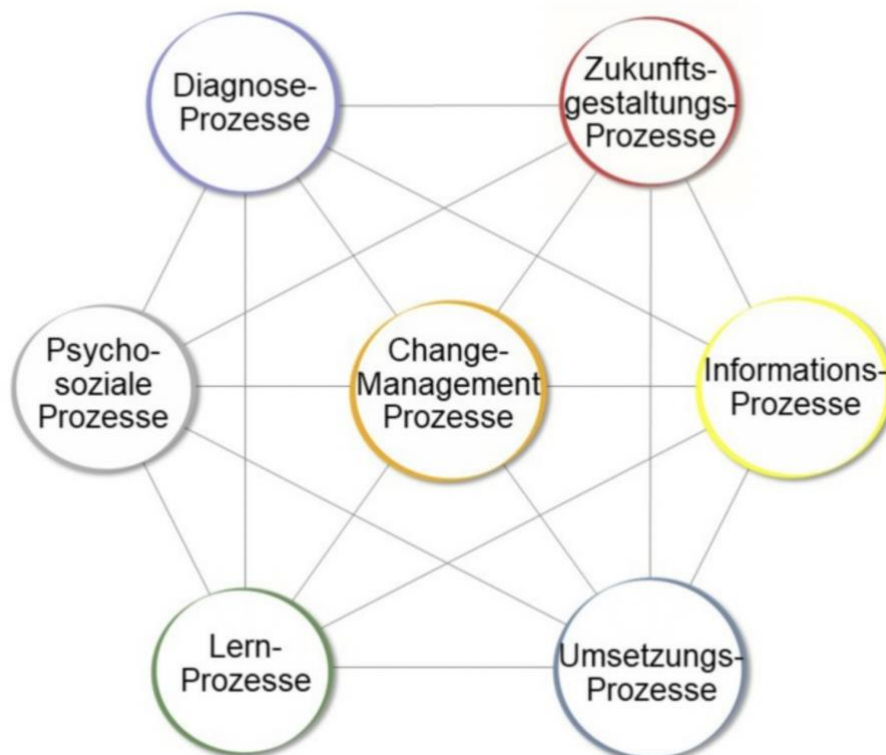 Diagnose-
Prozesse
Zukunfts-
gestaltungs-
Prozesse
Psycho-
soziale
Prozesse
Change-
Management
Prozesse
Informations-
Prozesse
Lern-
Prozesse
Umsetzungs-
Prozesse